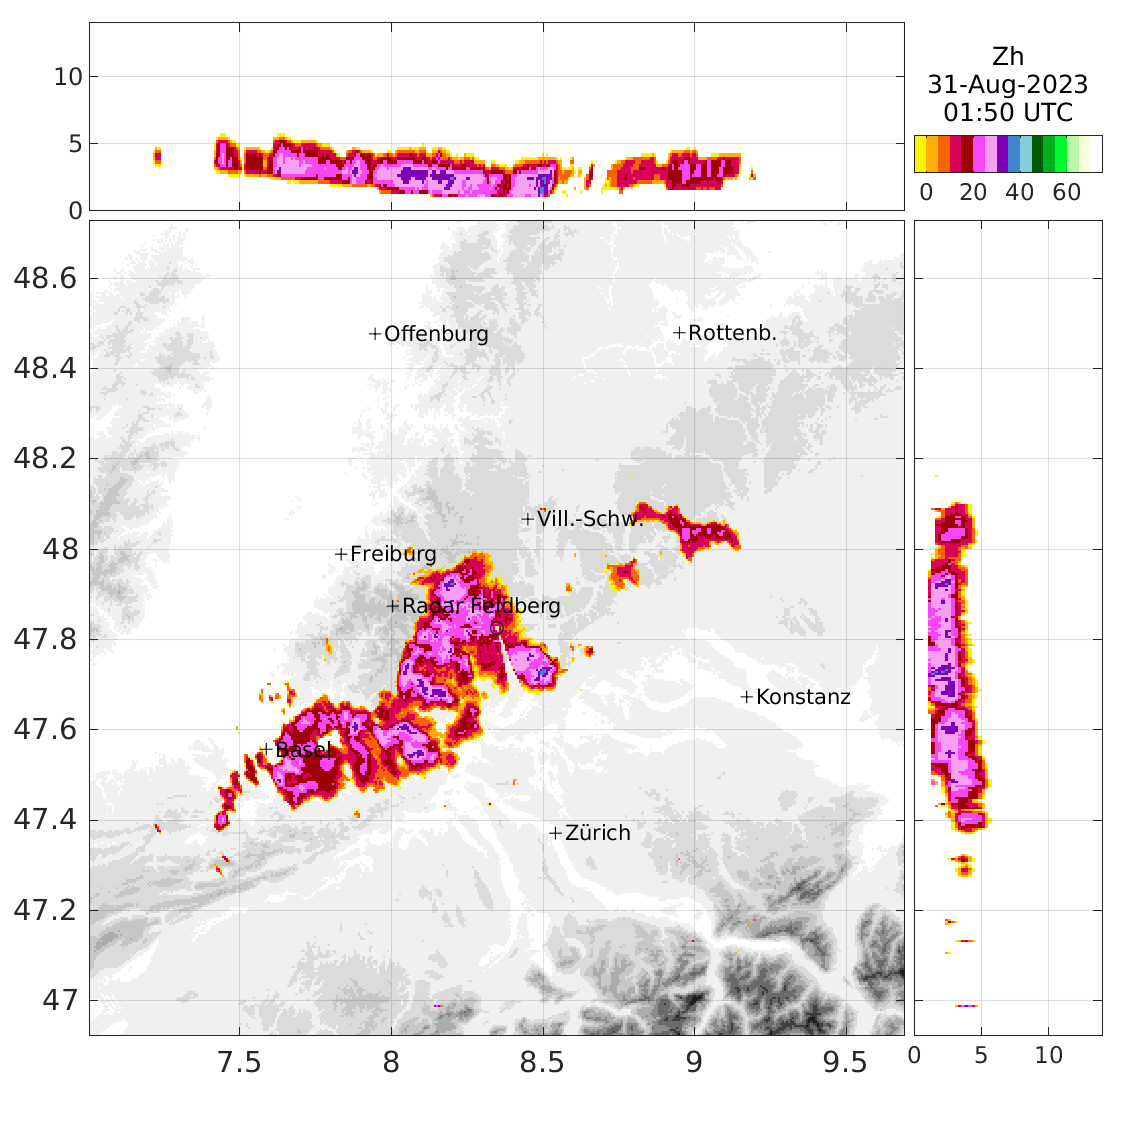 Zh
31-Aug-2023
01:50 UTC
0 20 40 60
10
5
0
48.6
48.4
48.2
48
47.8
47.6
47.4
47.2
47
+Offenburg
+Rottenb.
+Vill.-Schw.
+Freiburg
+Radar Feldberg
+Konstanz
+Basel
+Zürich
7.5 8 8.5 9 9.5
0 5 10